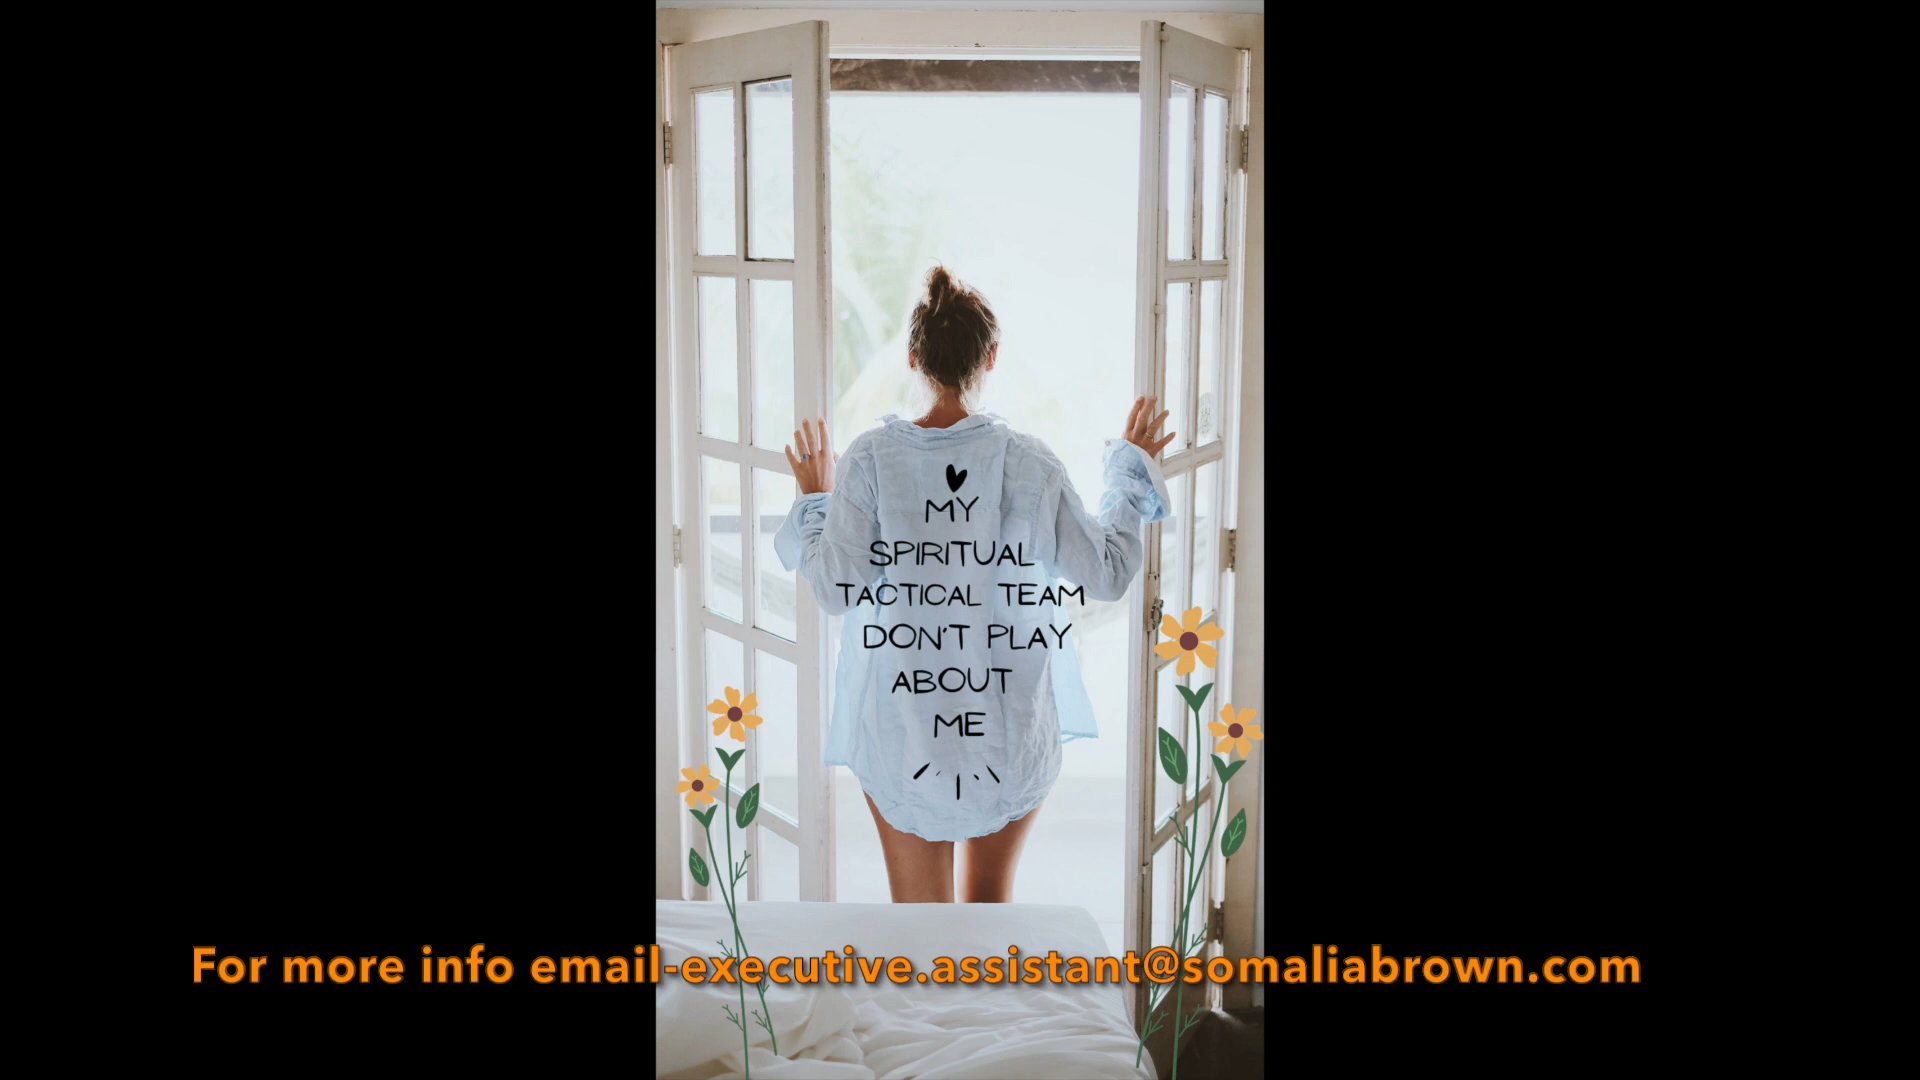 MY
SPIRITUAL
TACTICAL TEAM
DON'T PLAY
ABOUT
ME
For more info email-executive.assistant@somaliabrown.com